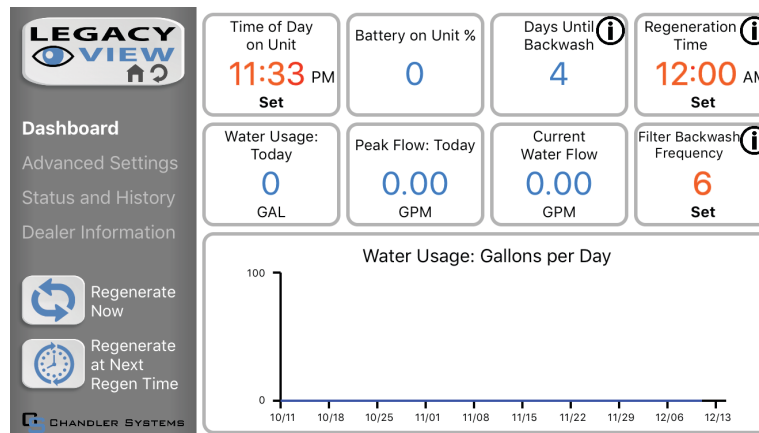 LEGACY
VIEW
Dashboard
Advanced Settings
Status and History
Dealer Information
Regenerate
Now
Regenerate
at Next
Regen Time
CHANDLER SYSTEMS
Time of Day
on Unit
11:33 PM
Set
Battery on Unit %
0
Days Until
Backwash
i
4
Regeneration
Time
i
12:00 AM
Set
Water Usage:
Today
0
GAL
Peak Flow: Today
0.00
GPM
Current
Water Flow
0.00
GPM
Filter Backwash
Frequency
i
6
Set
Water Usage: Gallons per Day
100
0
10/11 10/18 10/25 11/01 11/08 11/15 11/22 11/29 12/06 12/13